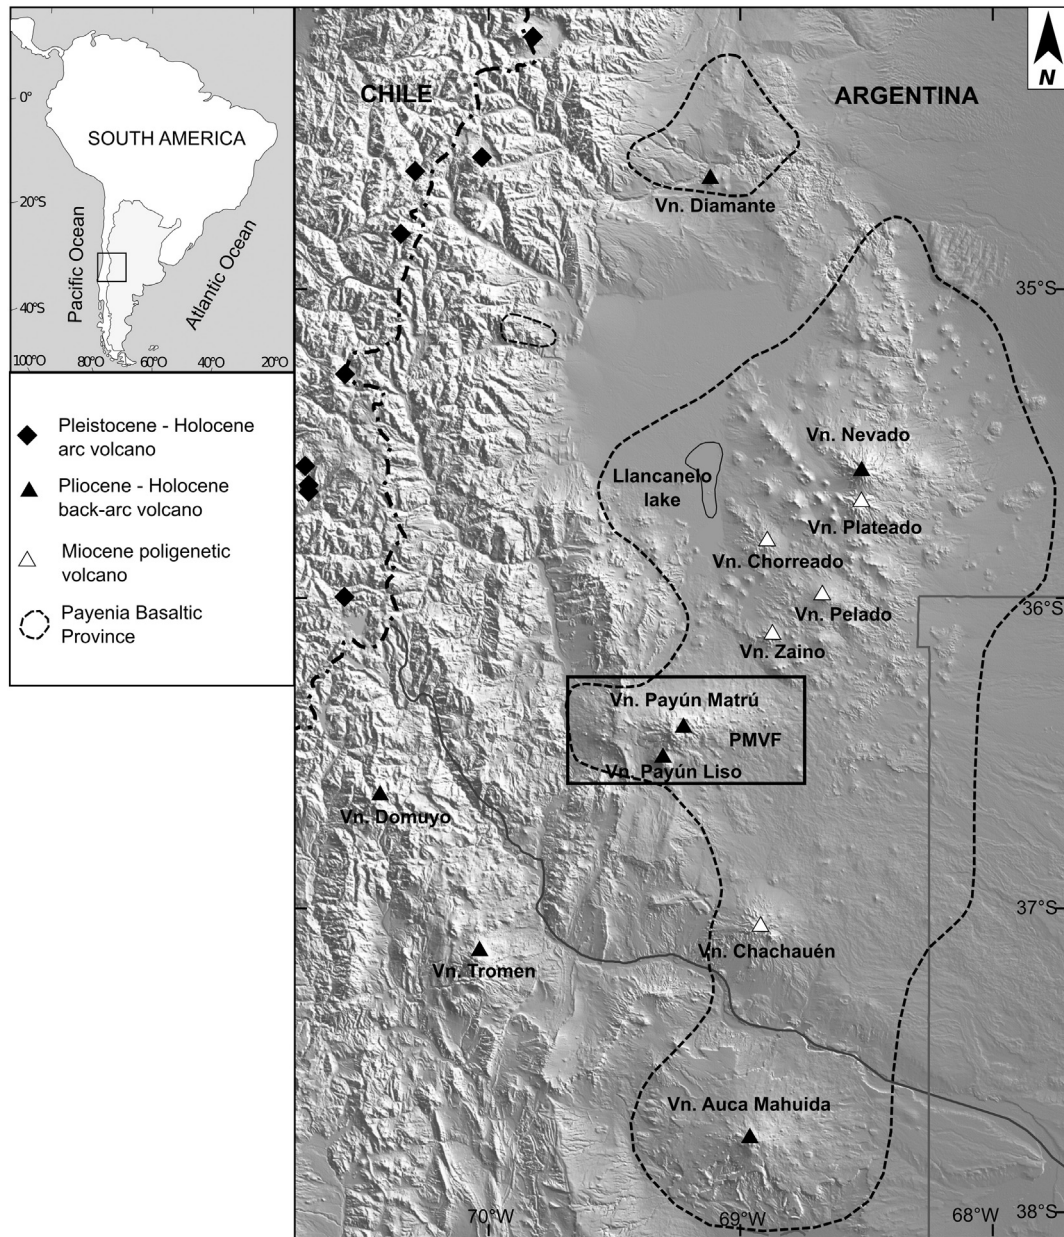 0°
SOUTH AMERICA
20°S
Pacific Ocean
Atlantic Ocean
40°S
100°O
80°O
60°O
20°O
Pleistocene - Holocene
arc volcano
Pliocene - Holocene
back-arc volcano
Miocene poligenetic
volcano
Payenia Basaltic
Province
CHILE
ARGENTINA
N
Vn. Diamante
35°S
Vn. Nevado
Llancanelo
lake
Vn. Plateado
Vn. Chorreado
Vn. Pelado
36°S
Vn. Zaino
Vn. Payún Matrú
PMVF
Vn. Payún Liso
Vn. Domuyo
37°S
Vn. Chachauén
Vn. Tromen
Vn. Auca Mahuida
70°W
69°W
68°W
38°S